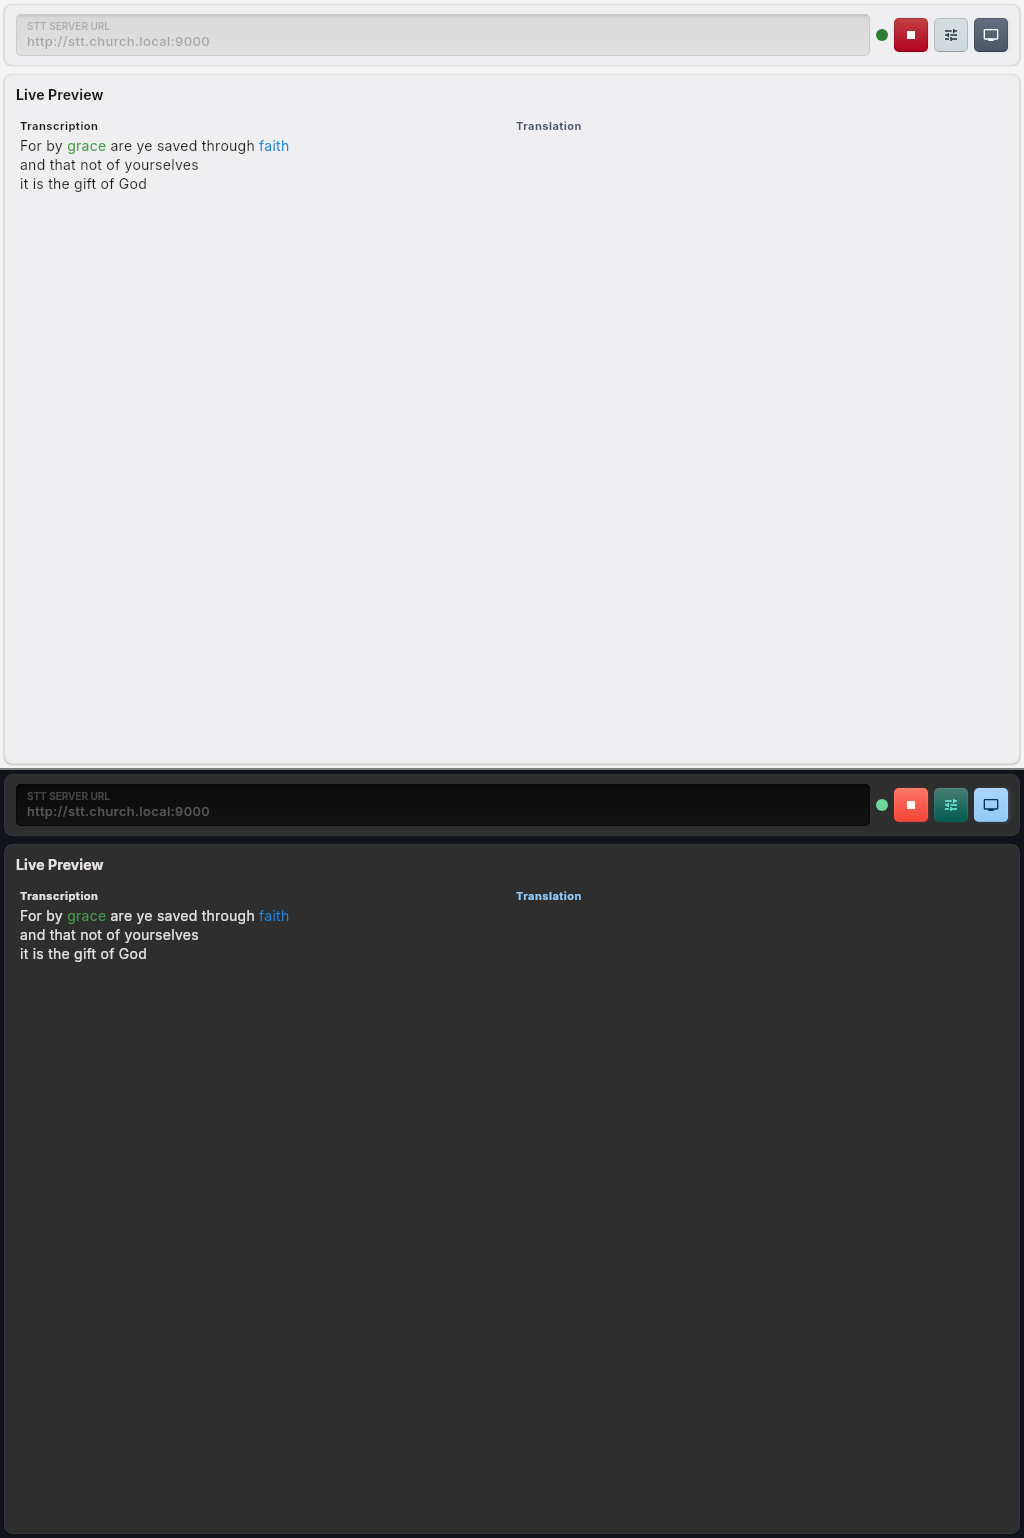 STT SERVER URL
http://stt.church.local:9000
Live Preview
Transcription
For by grace are ye saved through faith
and that not of yourselves
it is the gift of God
Translation
STT SERVER URL
http://stt.church.local:9000
Live Preview
Transcription
For by grace are ye saved through faith
and that not of yourselves
it is the gift of God
Translation